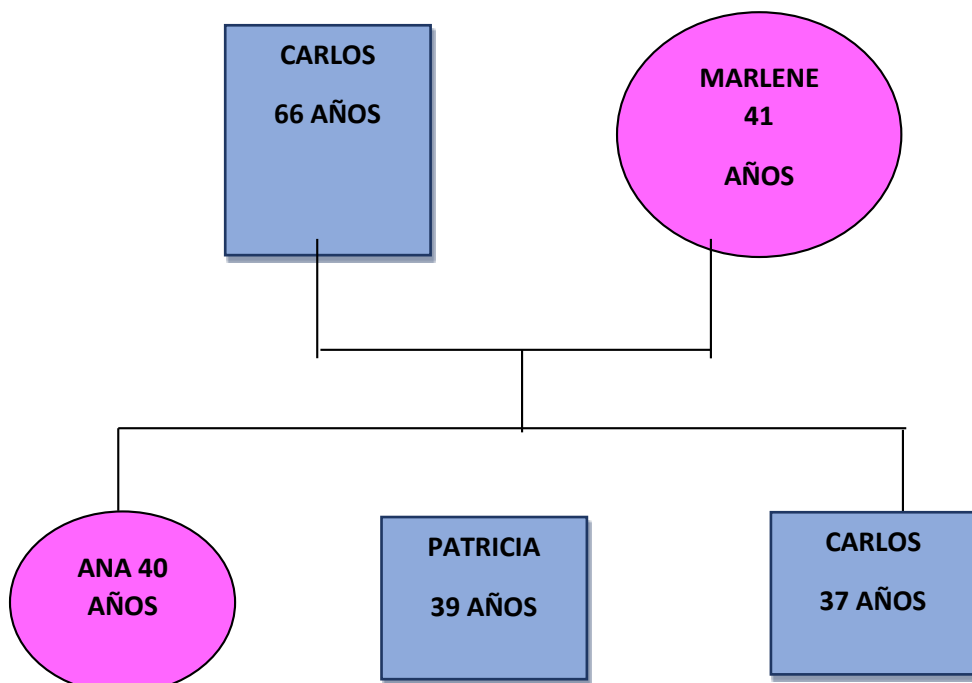 CARLOS
66 AÑOS
MARLENE
41
AÑOS
ANA 40
AÑOS
PATRICIA
39 AÑOS
CARLOS
37 AÑOS